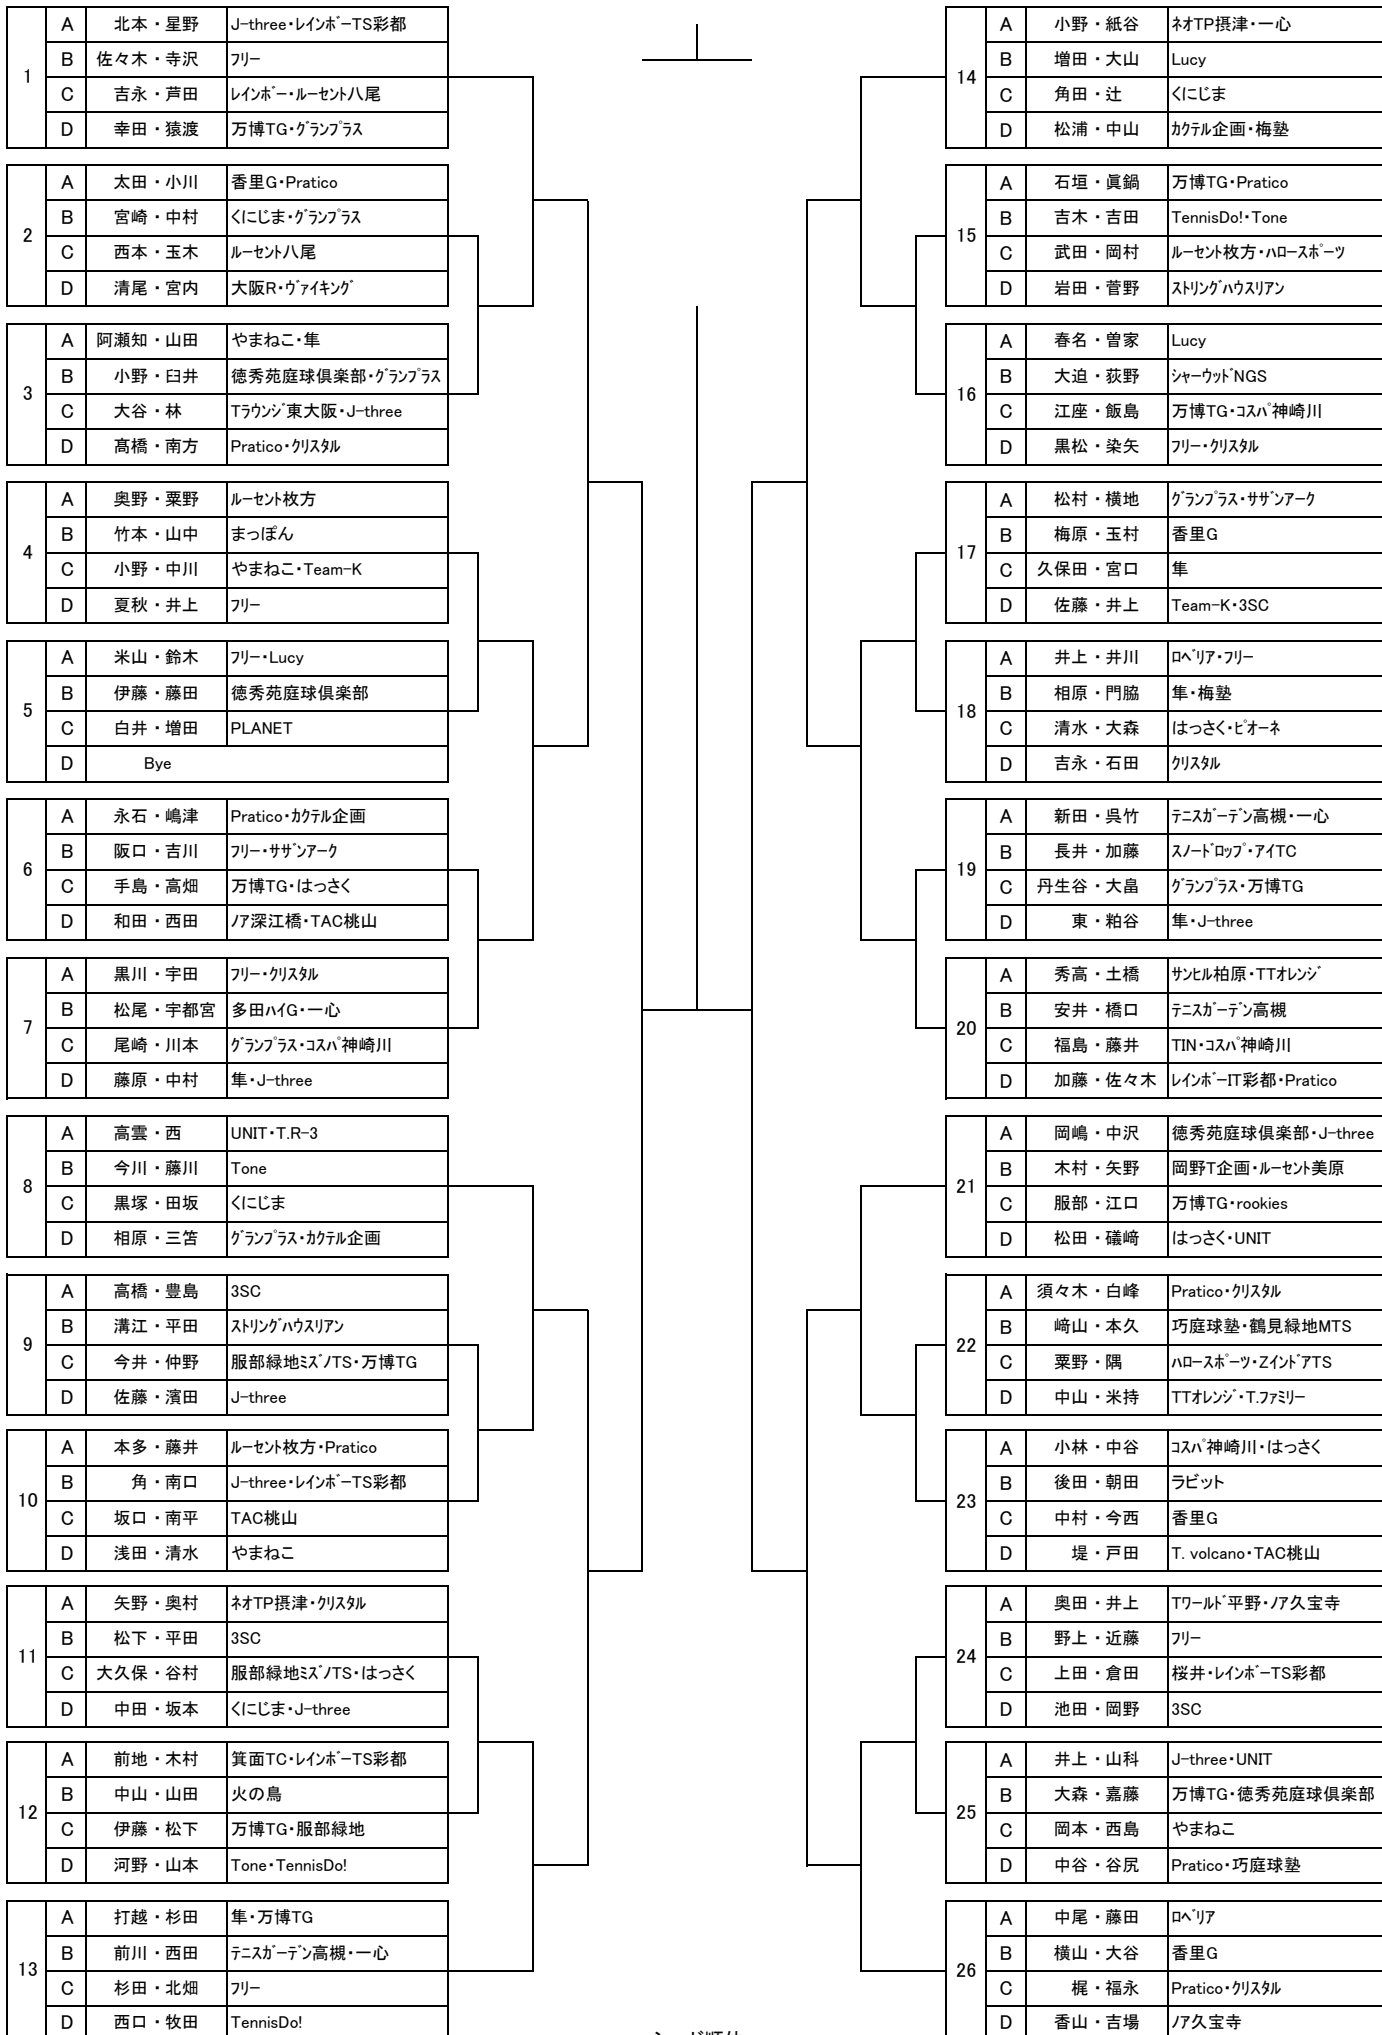 1
A 北本・星野 J-three・レインボーTS彩都
B 佐々木・寺沢 フリー
C 吉永・芦田 レインボー・ルーセント八尾
D 幸田・猿渡 万博TG・グランプラス
2
A 太田・小川 香里G・Pratico
B 宮崎・中村 くにじま・グランプラス
C 西本・玉木 ルーセント八尾
D 清尾・宮内 大阪R・ヴァイキング
3
A 阿瀬知・山田 やまねこ・隼
B 小野・臼井 徳秀苑庭球倶楽部・グランプラス
C 大谷・林 Tラウンジ東大阪・J-three
D 髙橋・南方 Pratico・クリスタル
4
A 奥野・粟野 ルーセント枚方
B 竹本・山中 まっぽん
C 小野・中川 やまねこ・Team-K
D 夏秋・井上 フリー
5
A 米山・鈴木 フリー・Lucy
B 伊藤・藤田 徳秀苑庭球倶楽部
C 白井・増田 PLANET
D Bye
6
A 永石・嶋津 Pratico・カクテル企画
B 阪口・吉川 フリー・サザンアーク
C 手島・高畑 万博TG・はっさく
D 和田・西田 ノア深江橋・TAC桃山
7
A 黒川・宇田 フリー・クリスタル
B 松尾・宇都宮 多田ハイG・一心
C 尾崎・川本 グランプラス・コスパ神崎川
D 藤原・中村 隼・J-three
8
A 高雲・西 UNIT・T.R-3
B 今川・藤川 Tone
C 黒塚・田坂 くにじま
D 相原・三笘 グランプラス・カクテル企画
9
A 高橋・豊島 3SC
B 溝江・平田 ストリングハウスリアン
C 今井・仲野 服部緑地ミズノTS・万博TG
D 佐藤・濱田 J-three
10
A 本多・藤井 ルーセント枚方・Pratico
B 角・南口 J-three・レインボーTS彩都
C 坂口・南平 TAC桃山
D 浅田・清水 やまねこ
11
A 矢野・奥村 ネオTP摂津・クリスタル
B 松下・平田 3SC
C 大久保・谷村 服部緑地ミズノTS・はっさく
D 中田・坂本 くにじま・J-three
12
A 前地・木村 箕面TC・レインボーTS彩都
B 中山・山田 火の鳥
C 伊藤・松下 万博TG・服部緑地
D 河野・山本 Tone・TennisDo!
13
A 打越・杉田 隼・万博TG
B 前川・西田 テニスガーデン高槻・一心
C 杉田・北畑 フリー
D 西口・牧田 TennisDo!
14
A 小野・紙谷 ネオTP摂津・一心
B 増田・大山 Lucy
C 角田・辻 くにじま
D 松浦・中山 カクテル企画・梅塾
15
A 石垣・眞鍋 万博TG・Pratico
B 吉木・吉田 TennisDo!・Tone
C 武田・岡村 ルーセント枚方・ハロースポーツ
D 岩田・菅野 ストリングハウスリアン
16
A 春名・曽家 Lucy
B 大迫・荻野 シャーウッドNGS
C 江座・飯島 万博TG・コスパ神崎川
D 黒松・染矢 フリー・クリスタル
17
A 松村・横地 グランプラス・サザンアーク
B 梅原・玉村 香里G
C 久保田・宮口 隼
D 佐藤・井上 Team-K・3SC
18
A 井上・井川 ロベリア・フリー
B 相原・門脇 隼・梅塾
C 清水・大森 はっさく・ピオーネ
D 吉永・石田 クリスタル
19
A 新田・呉竹 テニスガーデン高槻・一心
B 長井・加藤 スノードロップ・アイTC
C 丹生谷・大畠 グランプラス・万博TG
D 東・粕谷 隼・J-three
20
A 秀高・土橋 サンヒル柏原・TTオレンジ
B 安井・橋口 テニスガーデン高槻
C 福島・藤井 TIN・コスパ神崎川
D 加藤・佐々木 レインボーIT彩都・Pratico
21
A 岡嶋・中沢 徳秀苑庭球倶楽部・J-three
B 木村・矢野 岡野T企画・ルーセント美原
C 服部・江口 万博TG・rookies
D 松田・礒﨑 はっさく・UNIT
22
A 須々木・白峰 Pratico・クリスタル
B 﨑山・本久 巧庭球塾・鶴見緑地MTS
C 粟野・隅 ハロースポーツ・ZインドアTS
D 中山・米持 TTオレンジ・T.ファミリー
23
A 小林・中谷 コスパ神崎川・はっさく
B 後田・朝田 ラビット
C 中村・今西 香里G
D 堤・戸田 T. volcano・TAC桃山
24
A 奥田・井上 Tワールド平野・ノア久宝寺
B 野上・近藤 フリー
C 上田・倉田 桜井・レインボーTS彩都
D 池田・岡野 3SC
25
A 井上・山科 J-three・UNIT
B 大森・嘉藤 万博TG・徳秀苑庭球倶楽部
C 岡本・西島 やまねこ
D 中谷・谷尻 Pratico・巧庭球塾
26
A 中尾・藤田 ロベリア
B 横山・大谷 香里G
C 梶・福永 Pratico・クリスタル
D 香山・吉場 ノア久宝寺